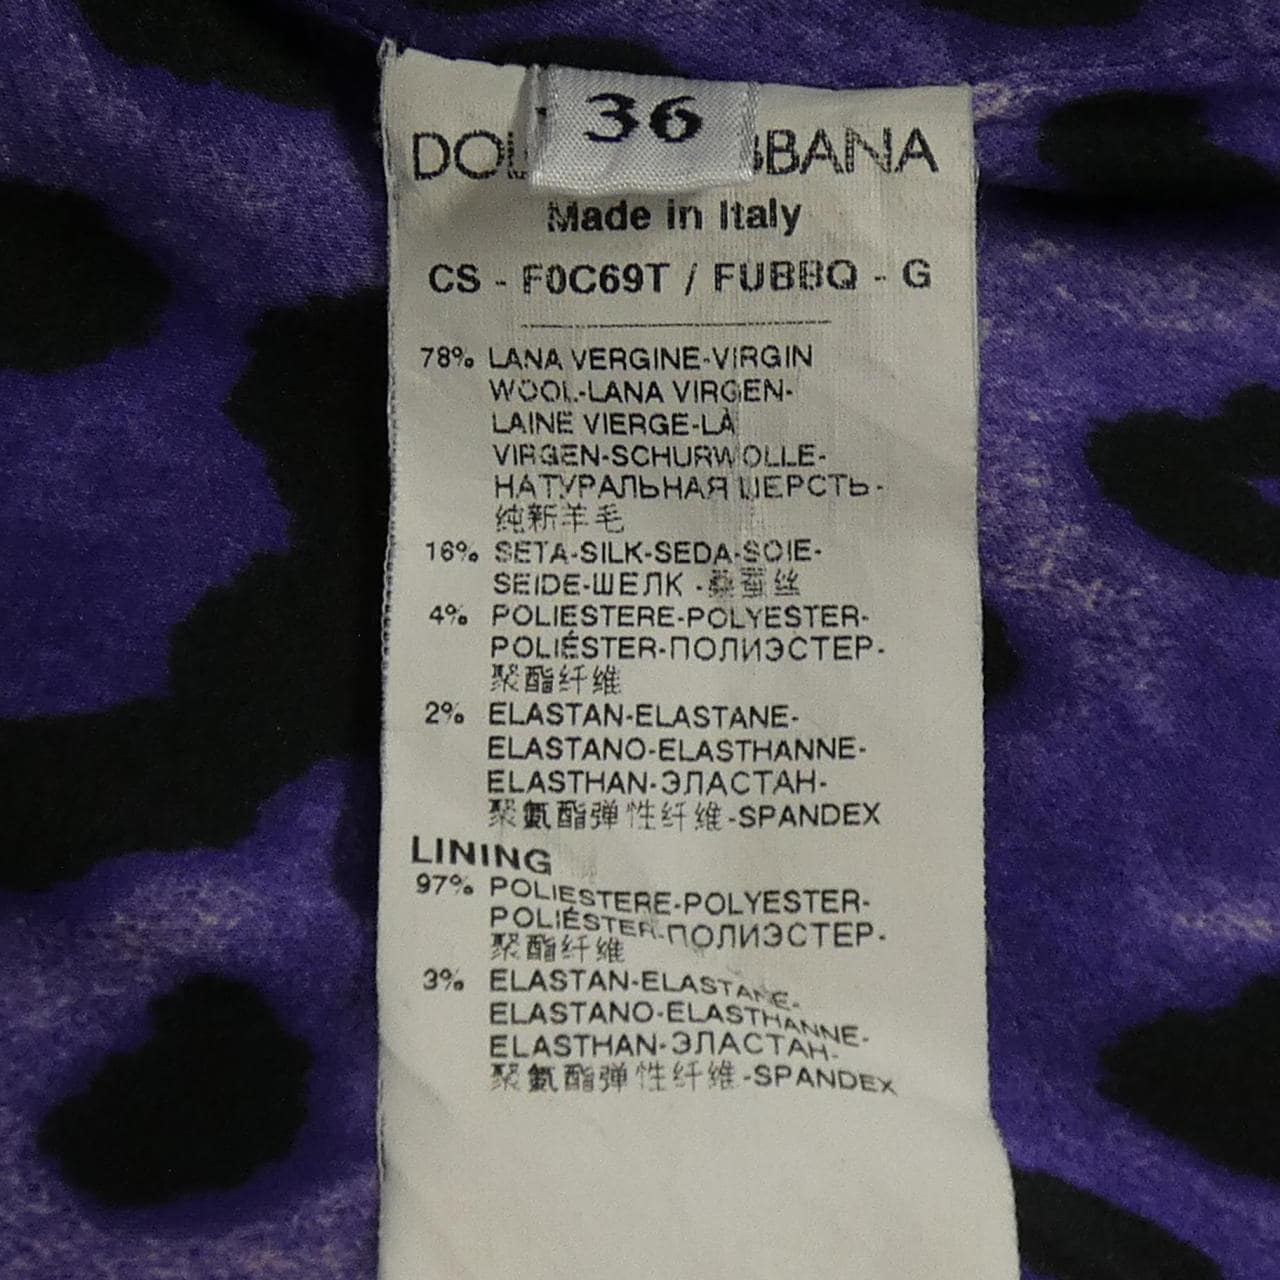 36
DOL BBANA
Made in Italy
CS - F0C69T / FUBBQ - G
78% LANA VERGINE-VIRGIN
WOOL-LANA VIRGEN-
LAINE VIERGE-LÀ
VIRGEN-SCHURWOLLE-
НАТУРАЛЬНАЯ ШЕРСТЬ-
纯新羊毛
16% SETA-SILK-SEDA-SOIE-
SEIDE-ШЕЛК -桑蚕丝
4% POLIESTERE-POLYESTER-
POLIÉSTER-ПОЛИЭСТЕР-
聚酯纤维
2% ELASTAN-ELASTANE-
ELASTANO-ELASTHANNE-
ELASTHAN-ЭЛАСТАН-
聚氨酯弹性纤维-SPANDEX
LINING
97% POLIESTERE-POLYESTER-
POLIÉSTER-ПОЛИЭСТЕР-
聚酯纤维
3% ELASTAN-ELASTANE-
ELASTANO-ELASTHANNE-
ELASTHAN-ЭЛАСТАН-
聚氨酯弹性纤维-SPANDEX